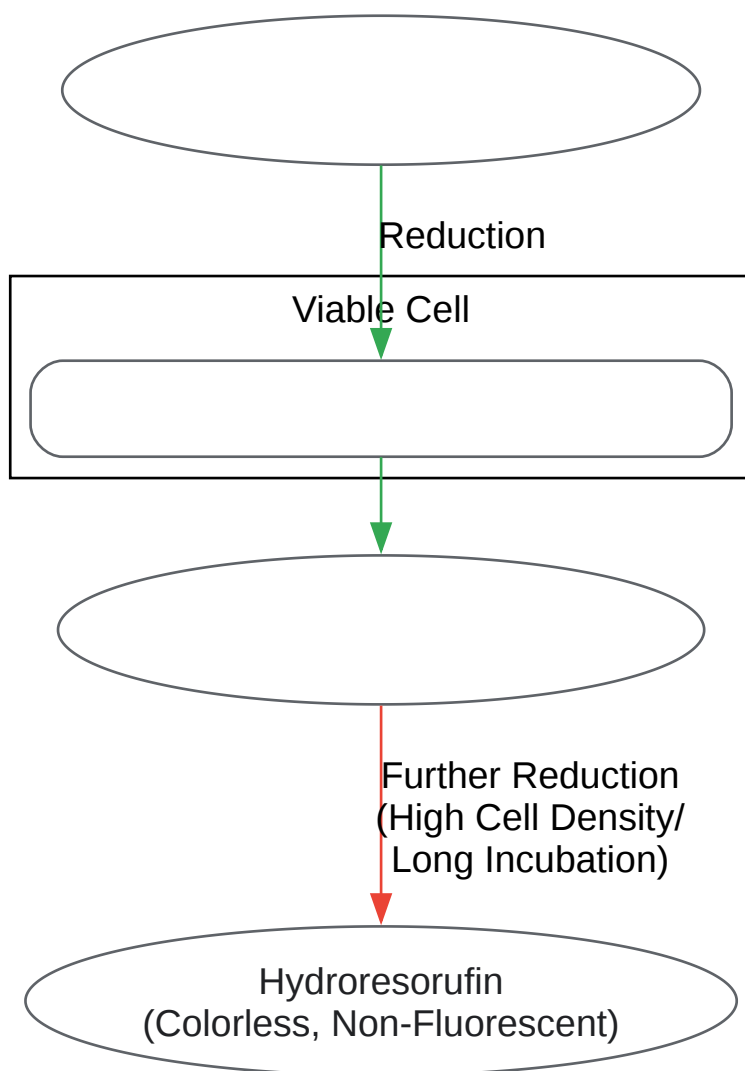 Reduction
Viable Cell
Further Reduction
(High Cell Density/
Long Incubation)
Hydroresorufin
(Colorless, Non-Fluorescent)